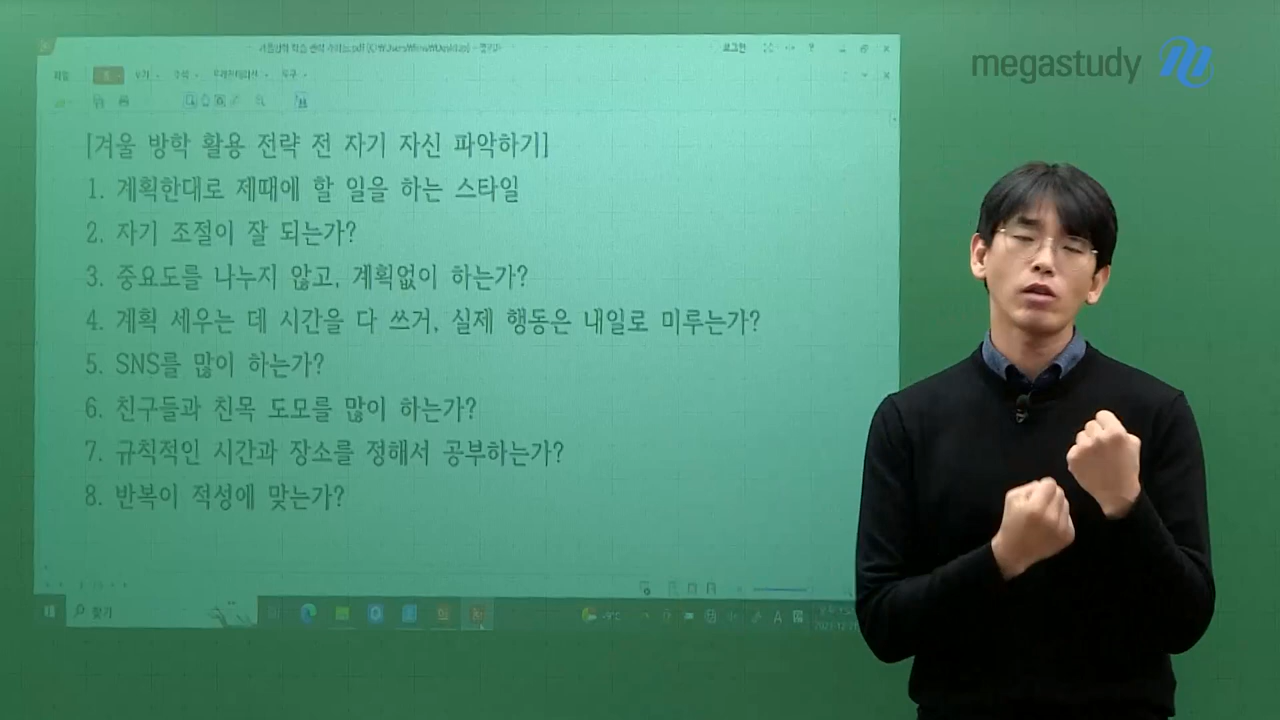 로그인
megastudy
[겨울 방학 활용 전략 전 자기 자신 파악하기]
1. 계획한대로 제때에 할 일을 하는 스타일
2. 자기 조절이 잘 되는가?
3. 중요도를 나누지 않고, 계획없이 하는가?
4. 계획 세우는 데 시간을 다 쓰거, 실제 행동은 내일로 미루는가?
5. SNS를 많이 하는가?
6. 친구들과 친목 도모를 많이 하는가?
7. 규칙적인 시간과 장소를 정해서 공부하는가?
8. 반복이 적성에 맞는가?
찾기
A